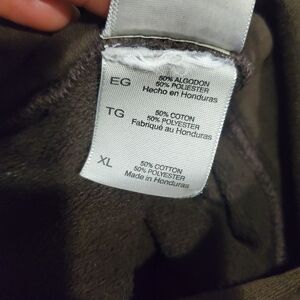 EG
50% ALGODON
50% POLIESTER
Hecho en Honduras
TG
50% COTON
50% POLYESTER
Fabriqué au Honduras
XL
50% COTTON
50% POLYESTER
Made in Honduras